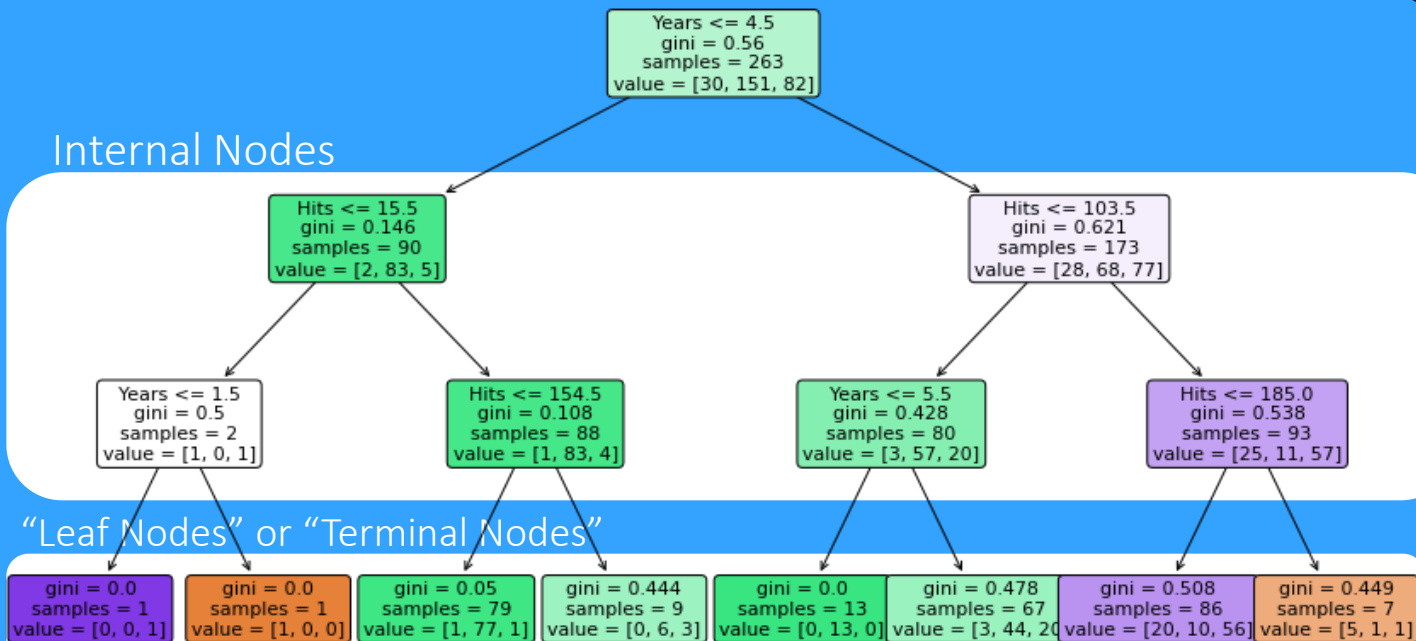 Years <= 4.5
gini = 0.56
samples = 263
value = [30, 151, 82]
Internal Nodes
Hits <= 15.5
gini = 0.146
samples = 90
value = [2, 83, 5]
Hits <= 103.5
gini = 0.621
samples = 173
value = [28, 68, 77]
Years <= 1.5
gini = 0.5
samples = 2
value = [1, 0, 1]
Hits <= 154.5
gini = 0.108
samples = 88
value = [1, 83, 4]
Years <= 5.5
gini = 0.428
samples = 80
value = [3, 57, 20]
Hits <= 185.0
gini = 0.538
samples = 93
value = [25, 11, 57]
“Leaf Nodes” or “Terminal Nodes”
gini = 0.0
samples = 1
value = [0, 0, 1]
gini = 0.0
samples = 1
value = [1, 0, 0]
gini = 0.05
samples = 79
value = [1, 77, 1]
gini = 0.444
samples = 9
value = [0, 6, 3]
gini = 0.0
samples = 13
value = [0, 13, 0]
gini = 0.478
samples = 67
value = [3, 44, 20
gini = 0.508
samples = 86
value = [20, 10, 56]
gini = 0.449
samples = 7
value = [5, 1, 1]